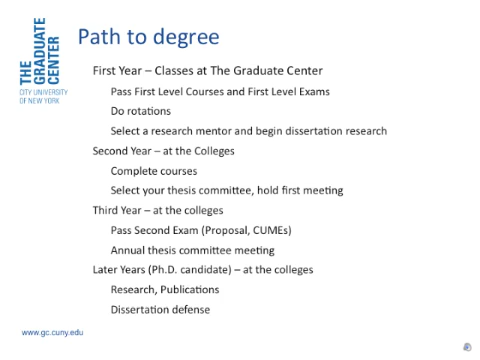 THE
GRADUATE
CENTER
CITY UNIVERSITY
OF NEW YORK
Path to degree
First Year – Classes at The Graduate Center
Pass First Level Courses and First Level Exams
Do rotations
Select a research mentor and begin dissertation research
Second Year – at the Colleges
Complete courses
Select your thesis committee, hold first meeting
Third Year – at the colleges
Pass Second Exam (Proposal, CUMEs)
Annual thesis committee meeting
Later Years (Ph.D. candidate) – at the colleges
Research, Publications
Dissertation defense
www.gc.cuny.edu